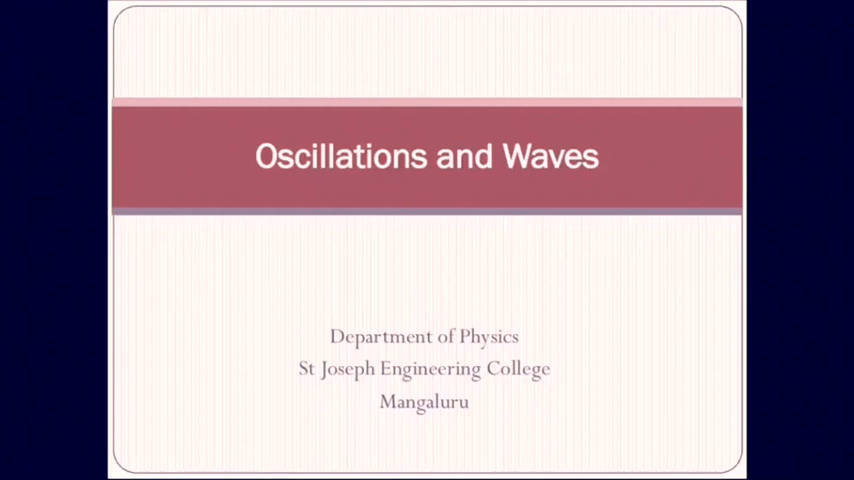 Oscillations and Waves
Department of Physics
St Joseph Engineering College
Mangaluru